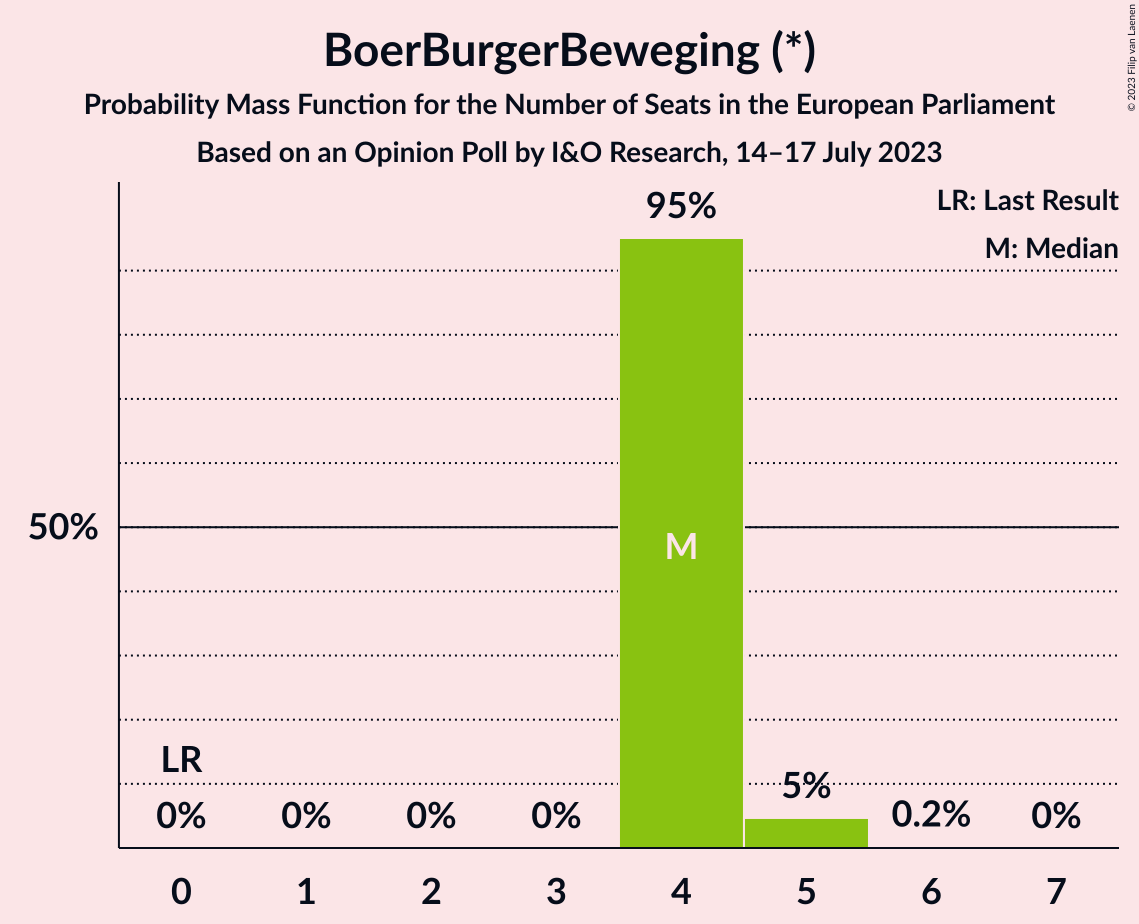 BoerBurgerBeweging (*)
Probability Mass Function for the Number of Seats in the European Parliament
Based on an Opinion Poll by I&O Research, 14–17 July 2023
© 2023 Filip van Laenen
LR: Last Result
M: Median
95%
50%
M
LR
0% 0% 0% 0% 5% 0.2% 0%
0 1 2 3 4 5 6 7